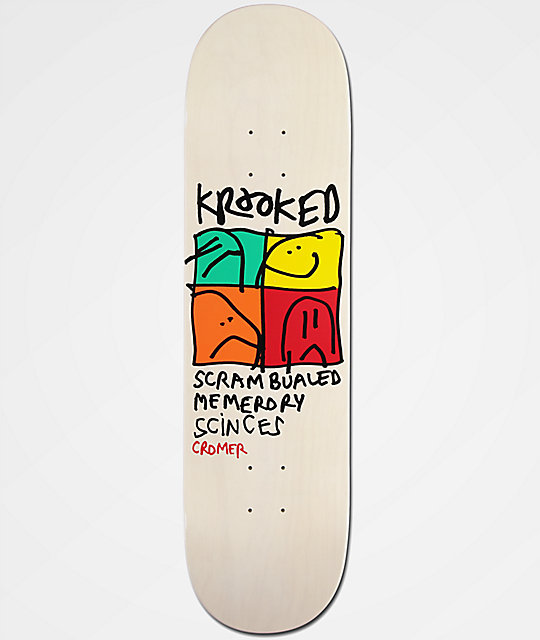 KROOKED
SCRAMBUALED
MEMERDRY
SCINCES
CROMER